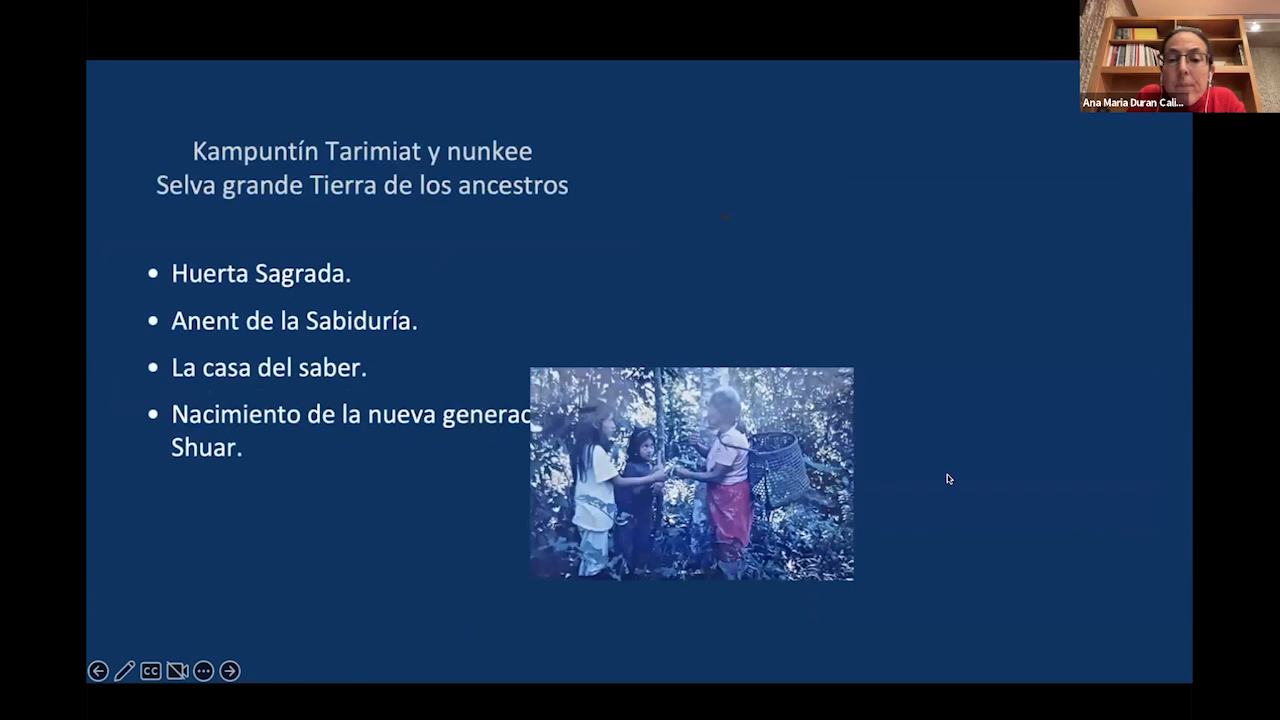 Ana Maria Duran Cali...
Kampuntín Tarimiat y nunkee
Selva grande Tierra de los ancestros
• Huerta Sagrada.
• Anent de la Sabiduría.
• La casa del saber.
• Nacimiento de la nueva generac
Shuar.
CC